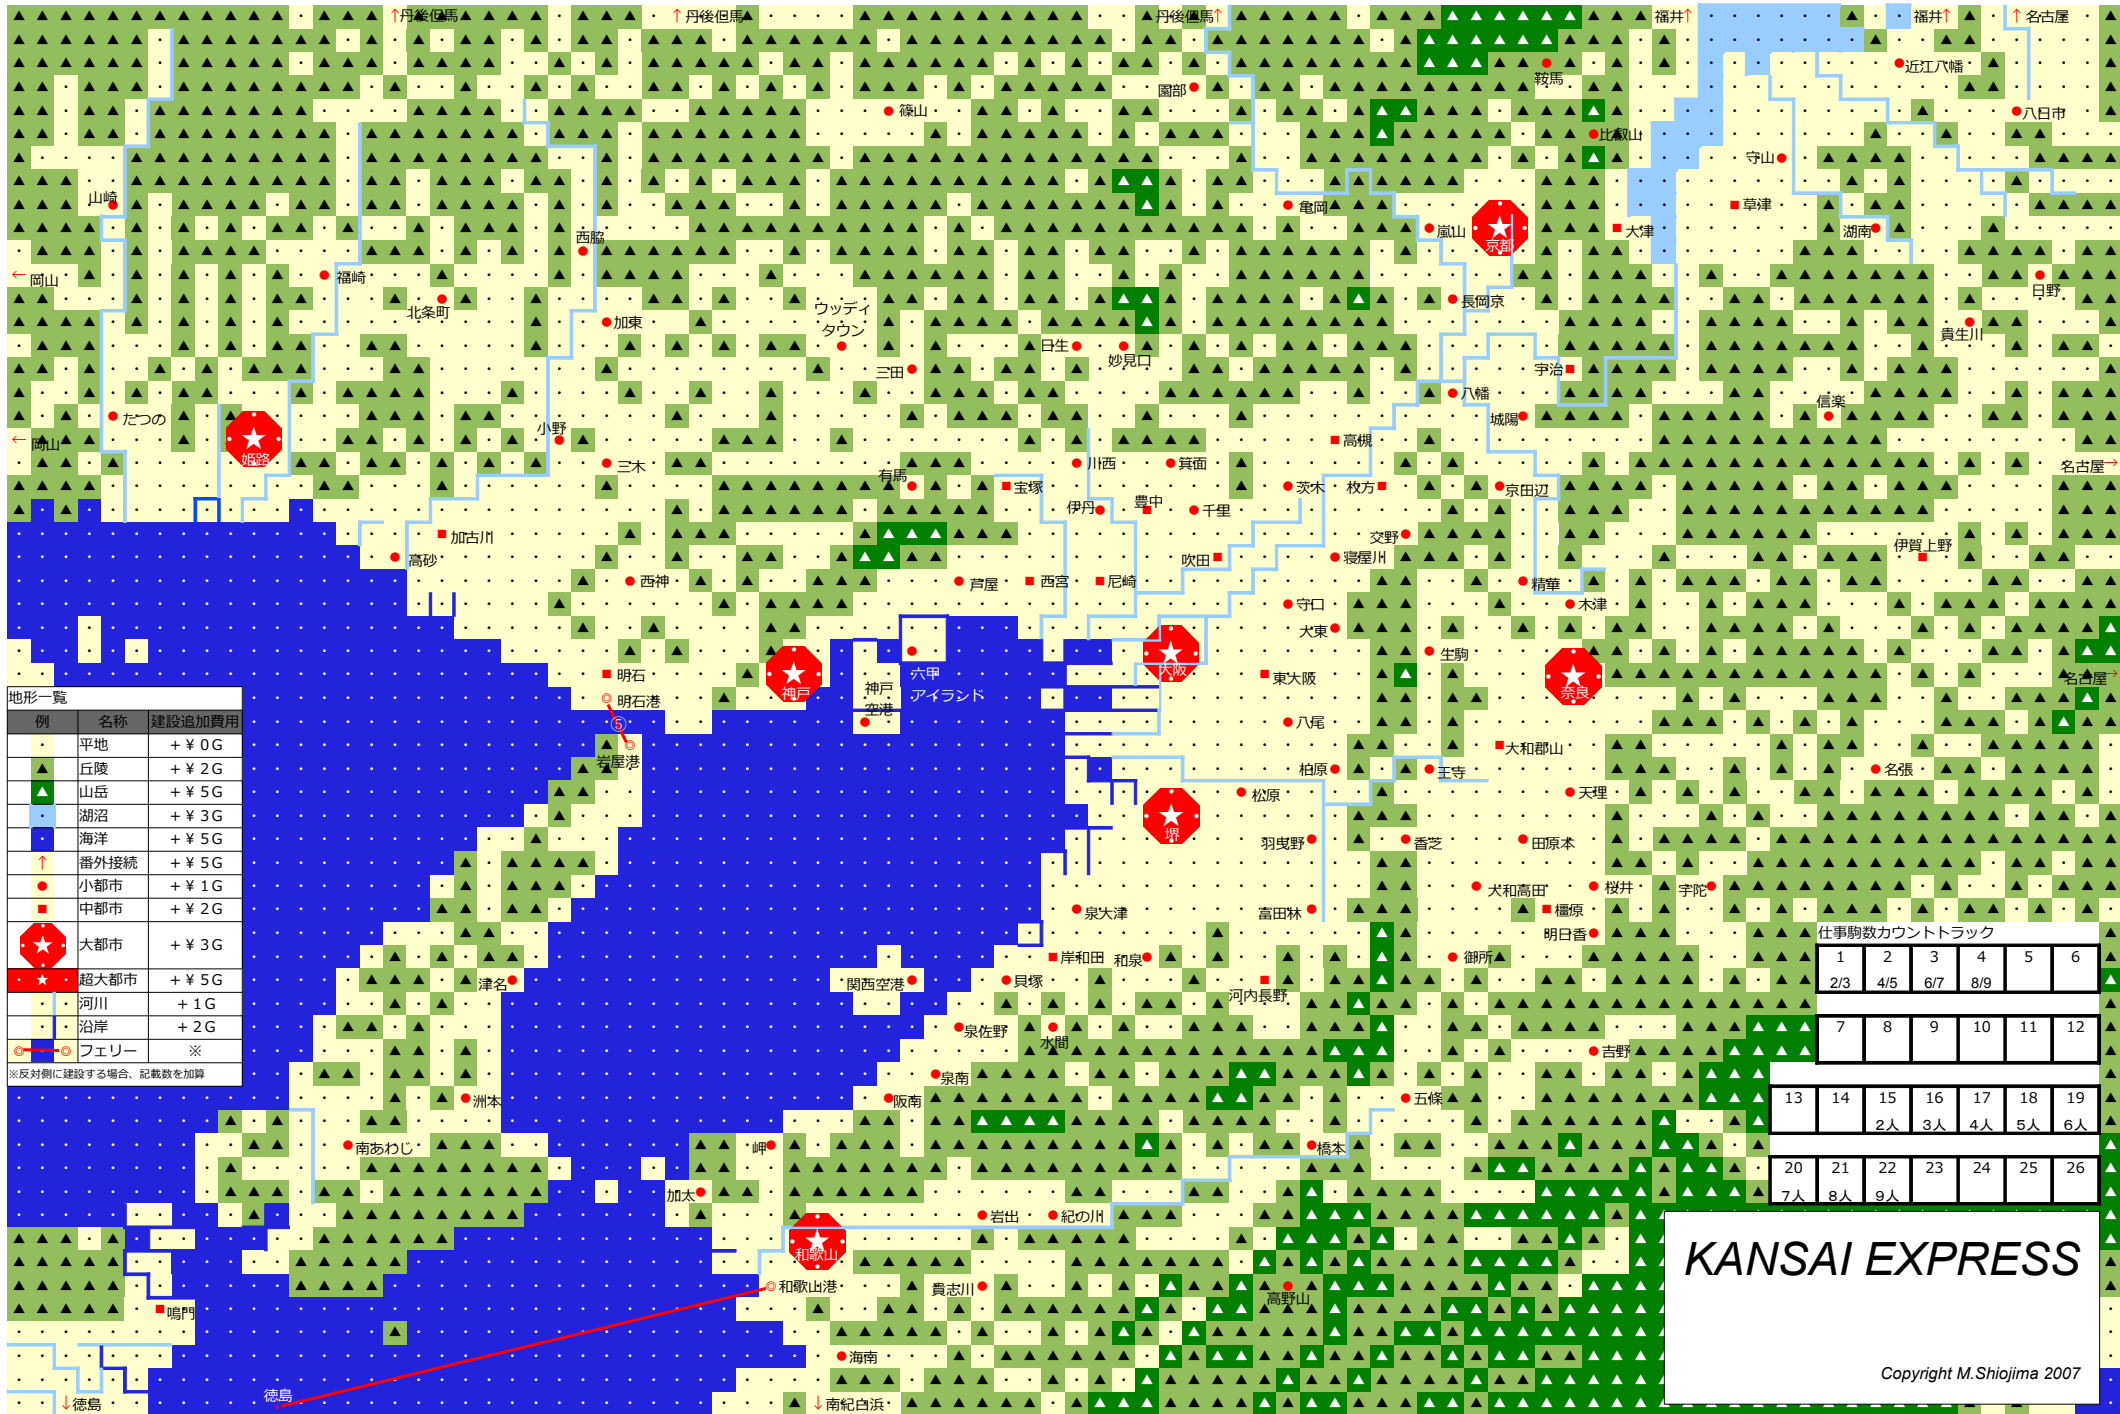 ↑丹後但馬
↑丹後但馬
丹後但馬↑
福井↑
福井↑
↑名古屋
鞍馬
近江八幡
園部
篠山
八日市
比叡山
守山
山崎
亀岡
草津
嵐山
京都
大津
湖南
西脇
←岡山
福崎
日野
北条町
長岡京
ウッディ
タウン
加東
貴生川
日生
妙見口
三田
宇治
八幡
たつの
城陽
信楽
←岡山
姫路
小野
高槻
三木
川西
箕面
名古屋→
有馬
宝塚
茨木
枚方
京田辺
伊丹
豊中
千里
加古川
交野
高砂
吹田
寝屋川
伊賀上野
西神
芦屋
西宮
尼崎
精華
守口
木津
大東
大阪
生駒
明石
神戸
六甲
アイランド
東大阪
奈良
名古屋→
明石港
神戸
空港
⑤
八尾
岩屋港
大和郡山
柏原
王寺
名張
松原
天理
堺
羽曳野
香芝
田原本
大和高田
桜井
宇陀
泉大津
富田林
橿原
明日香
岸和田
和泉
御所
津名
関西空港
貝塚
河内長野
泉佐野
水間
吉野
泉南
洲本
阪南
五條
南あわじ
岬
橋本
加太
岩出
紀の川
和歌山
和歌山港
貴志川
高野山
鳴門
海南
徳島
↓徳島
↓南紀白浜
地形一覧
例 名称 建設追加費用
平地 +¥0G
丘陵 +¥2G
山岳 +¥5G
湖沼 +¥3G
海洋 +¥5G
↑ 番外接続 +¥5G
小都市 +¥1G
中都市 +¥2G
大都市 +¥3G
超大都市 +¥5G
河川 +1G
沿岸 +2G
フェリー ※
※反対側に建設する場合、記載数を加算
仕事駒数カウントトラック
1 2 3 4 5 6
2/3 4/5 6/7 8/9
7 8 9 10 11 12
13 14 15 16 17 18 19
2人 3人 4人 5人 6人
20 21 22 23 24 25 26
7人 8人 9人
KANSAI EXPRESS
Copyright M.Shiojima 2007